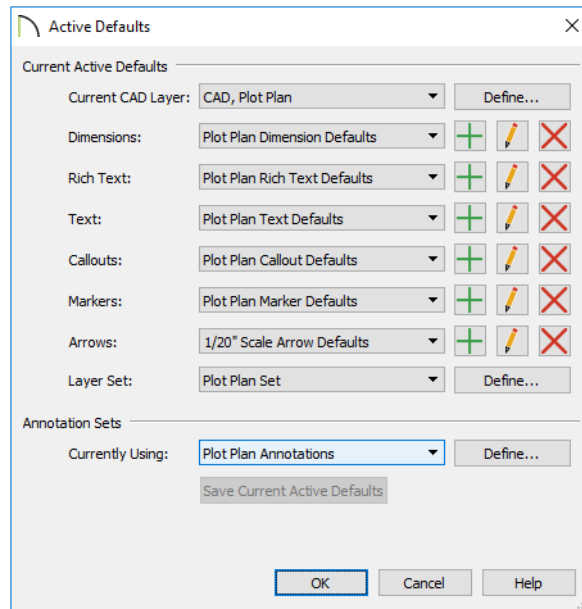 Active Defaults
Current Active Defaults
Current CAD Layer: CAD, Plot Plan Define...
Dimensions: Plot Plan Dimension Defaults
Rich Text: Plot Plan Rich Text Defaults
Text: Plot Plan Text Defaults
Callouts: Plot Plan Callout Defaults
Markers: Plot Plan Marker Defaults
Arrows: 1/20" Scale Arrow Defaults
Layer Set: Plot Plan Set Define...
Annotation Sets
Currently Using: Plot Plan Annotations Define...
Save Current Active Defaults
OK Cancel Help